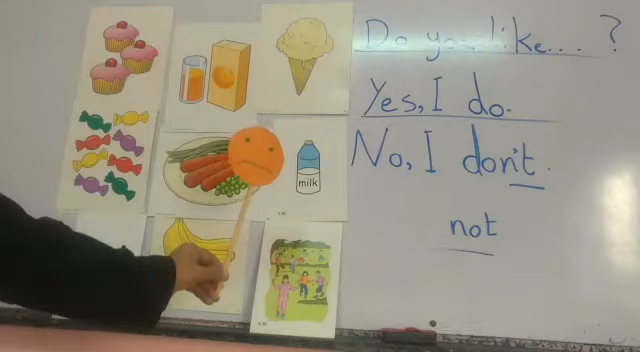 Do you like... ?
Yes, I do.
No, I don't.
not
milk